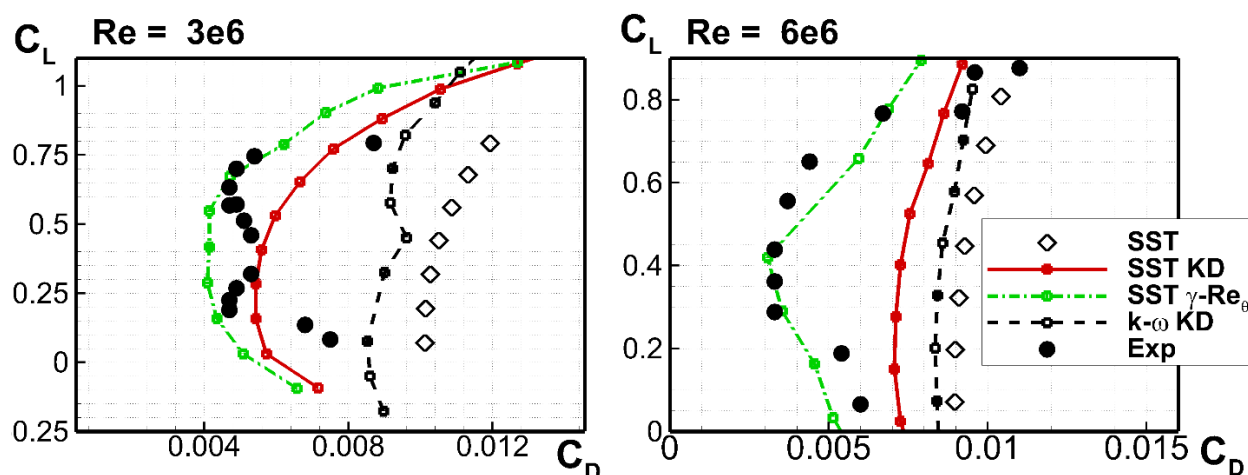 C_L Re = 3e6
1
0.75
0.5
0.25
0
0.25
0.004 0.008 0.012
C_D
C_L Re = 6e6
0.8
0.6
0.4
0.2
0
0 0.005 0.01 0.015
C_D
SST
SST KD
SST γ-Re_θ
k-ω KD
Exp